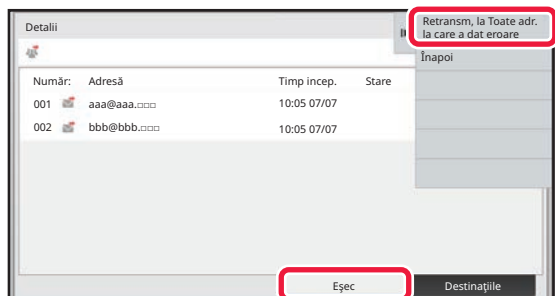 Detalii
Retransm, la Toate adr.
la care a dat eroare
Înapoi
Număr: Adresă Timp incep. Stare
001 aaa@aaa.□□□ 10:05 07/07
002 bbb@bbb.□□□ 10:05 07/07
Eşec Destinaţiile